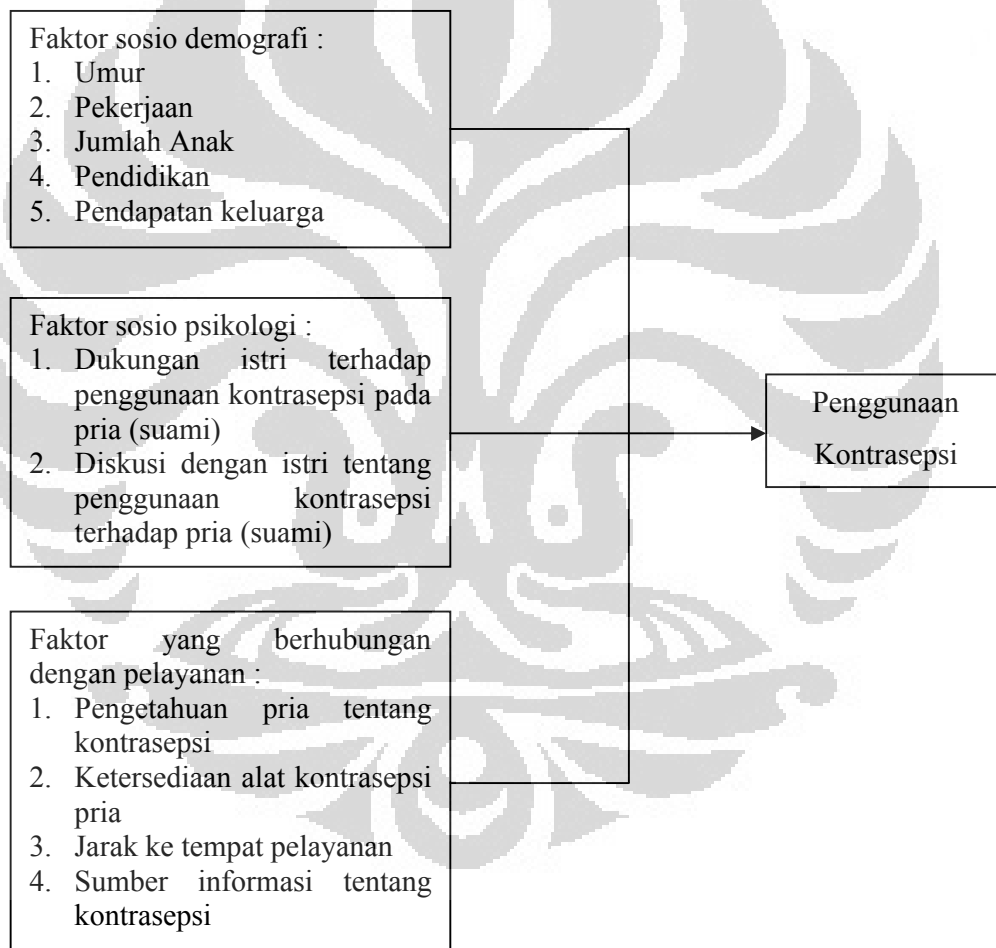 Faktor sosio demografi :
1. Umur
2. Pekerjaan
3. Jumlah Anak
4. Pendidikan
5. Pendapatan keluarga
Faktor sosio psikologi :
1. Dukungan istri terhadap
penggunaan kontrasepsi pada
pria (suami)
2. Diskusi dengan istri tentang
penggunaan kontrasepsi
terhadap pria (suami)
Penggunaan
Kontrasepsi
Faktor yang berhubungan
dengan pelayanan :
1. Pengetahuan pria tentang
kontrasepsi
2. Ketersediaan alat kontrasepsi
pria
3. Jarak ke tempat pelayanan
4. Sumber informasi tentang
kontrasepsi